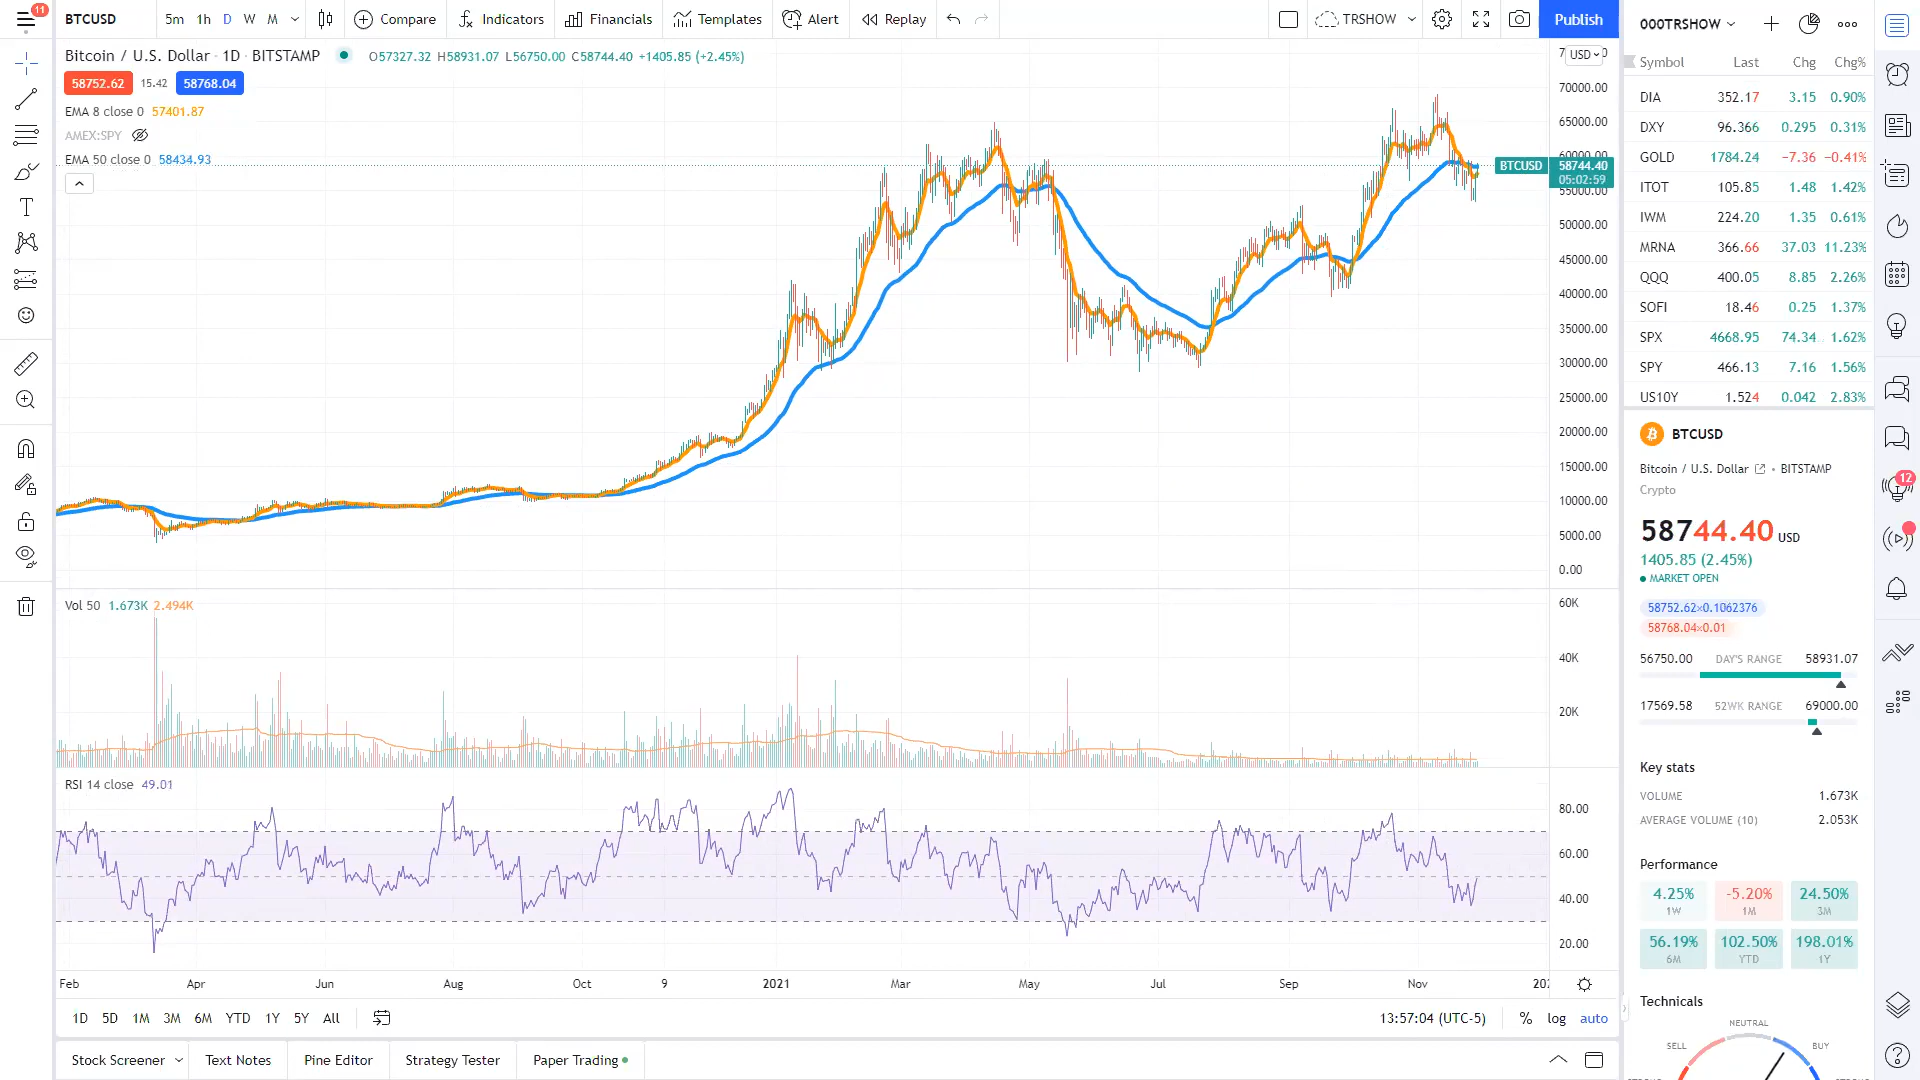 11
BTCUSD
5m 1h D W M
Compare
Indicators
Financials
Templates
Alert
Replay
TRSHOW
Publish
Bitcoin / U.S. Dollar · 1D · BITSTAMP O57327.32 H58931.07 L56750.00 C58744.40 +1405.85 (+2.45%)
58752.62 15.42 58768.04
EMA 8 close 0 57401.87
AMEX:SPY
EMA 50 close 0 58434.93
USD
70000.00
65000.00
60000.00
BTCUSD 58744.40
05:02:59
55000.00
50000.00
45000.00
40000.00
35000.00
30000.00
25000.00
20000.00
15000.00
10000.00
5000.00
0.00
Vol 50 1.673K 2.494K
60K
40K
20K
RSI 14 close 49.01
80.00
60.00
40.00
20.00
Feb Apr Jun Aug Oct 9 2021 Mar May Jul Sep Nov
1D 5D 1M 3M 6M YTD 1Y 5Y All
13:57:04 (UTC-5) % log auto
Stock Screener Text Notes Pine Editor Strategy Tester Paper Trading
000TRSHOW
Symbol Last Chg Chg%
DIA 352.17 3.15 0.90%
DXY 96.366 0.295 0.31%
GOLD 1784.24 −7.36 −0.41%
ITOT 105.85 1.48 1.42%
IWM 224.20 1.35 0.61%
MRNA 366.66 37.03 11.23%
QQQ 400.05 8.85 2.26%
SOFI 18.46 0.25 1.37%
SPX 4668.95 74.34 1.62%
SPY 466.13 7.16 1.56%
US10Y 1.524 0.042 2.83%
BTCUSD
Bitcoin / U.S. Dollar • BITSTAMP
Crypto
58744.40 USD
1405.85 (2.45%)
MARKET OPEN
58752.62×0.1062376
58768.04×0.01
56750.00 DAY'S RANGE 58931.07
17569.58 52WK RANGE 69000.00
Key stats
VOLUME 1.673K
AVERAGE VOLUME (10) 2.053K
Performance
4.25% -5.20% 24.50%
1W 1M 3M
56.19% 102.50% 198.01%
6M YTD 1Y
Technicals
NEUTRAL
SELL BUY
12